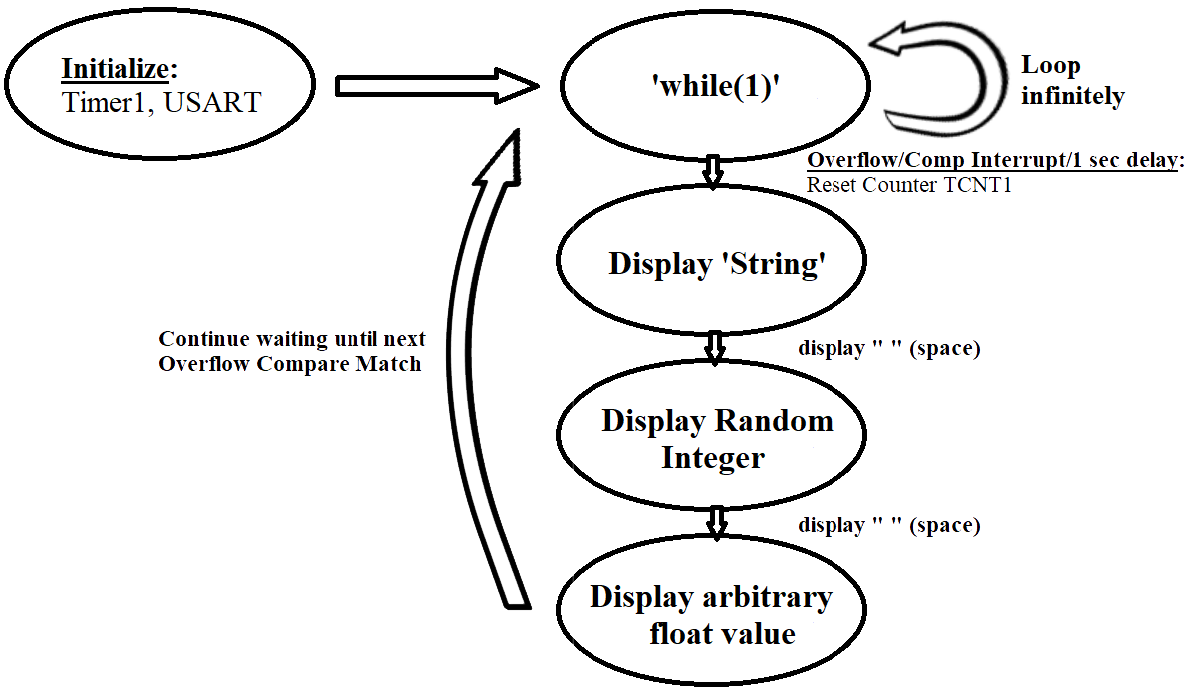 Initialize:
Timer1, USART
'while(1)'
Loop
infinitely
Overflow/Comp Interrupt/1 sec delay:
Reset Counter TCNT1
Display 'String'
display " " (space)
Continue waiting until next
Overflow Compare Match
Display Random
Integer
display " " (space)
Display arbitrary
float value